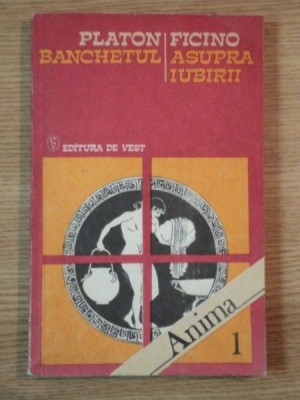 PLATON
BANCHETUL
FICINO
ASUPRA
IUBIRII
EDITURA DE VEST
Anima
1